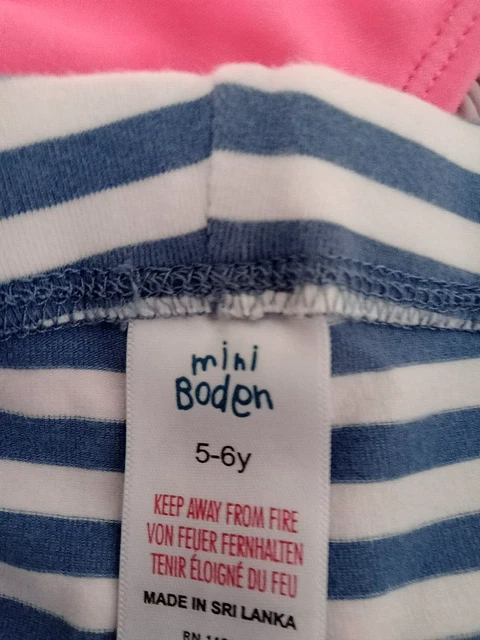 mini
Boden
5-6y
KEEP AWAY FROM FIRE
VON FEUER FERNHALTEN
TENIR ÉLOIGNÉ DU FEU
MADE IN SRI LANKA
RN